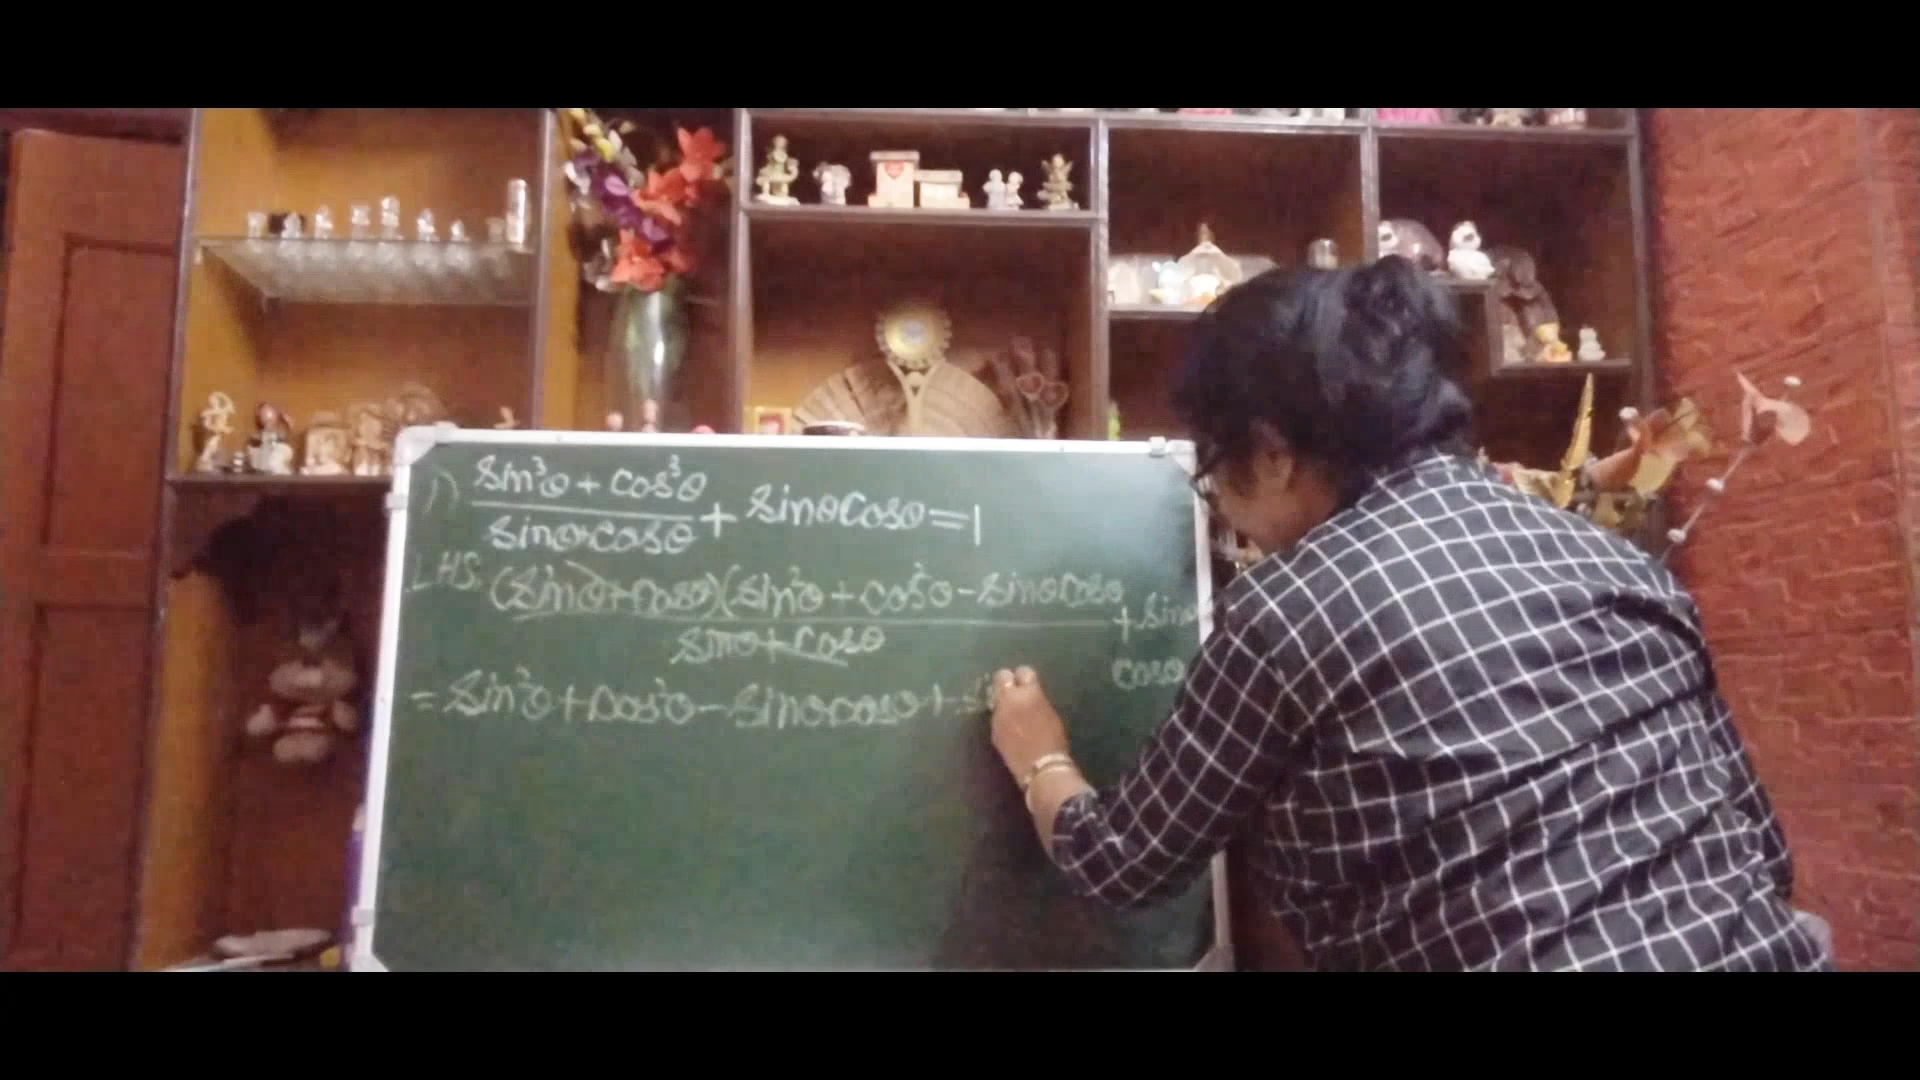 1) sin³θ + cos³θ / sinθ+cosθ + sinθcosθ = 1
LHS. (sinθ+cosθ)(sin²θ + cos²θ - sinθcosθ / sinθ+cosθ + sinθ cosθ
= sin²θ + cos²θ - sinθcosθ + si